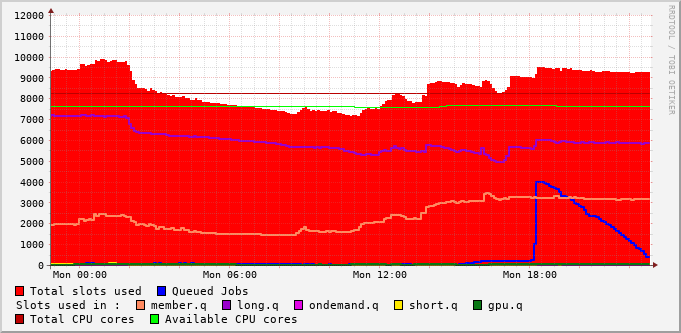 12000
11000
10000
9000
8000
7000
6000
5000
4000
3000
2000
1000
0
Mon 00:00 Mon 06:00 Mon 12:00 Mon 18:00
RRDTOOL / TOBI OETIKER
Total slots used Queued Jobs
Slots used in : member.q long.q ondemand.q short.q gpu.q
Total CPU cores Available CPU cores